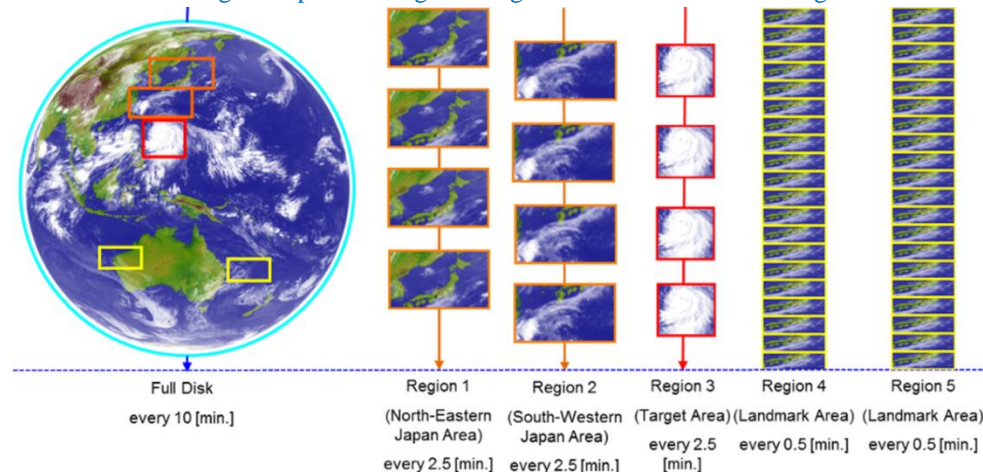 Full Disk
every 10 [min.]
Region 1
(North-Eastern
Japan Area)
every 2.5 [min.]
Region 2
(South-Western
Japan Area)
every 2.5 [min.]
Region 3
(Target Area)
every 2.5
[min.]
Region 4
(Landmark Area)
every 0.5 [min.]
Region 5
(Landmark Area)
every 0.5 [min.]